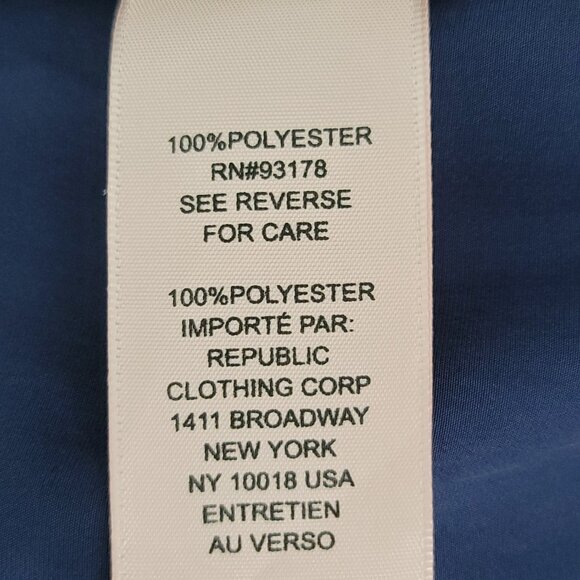 100%POLYESTER
RN#93178
SEE REVERSE
FOR CARE
100%POLYESTER
IMPORTÉ PAR:
REPUBLIC
CLOTHING CORP
1411 BROADWAY
NEW YORK
NY 10018 USA
ENTRETIEN
AU VERSO